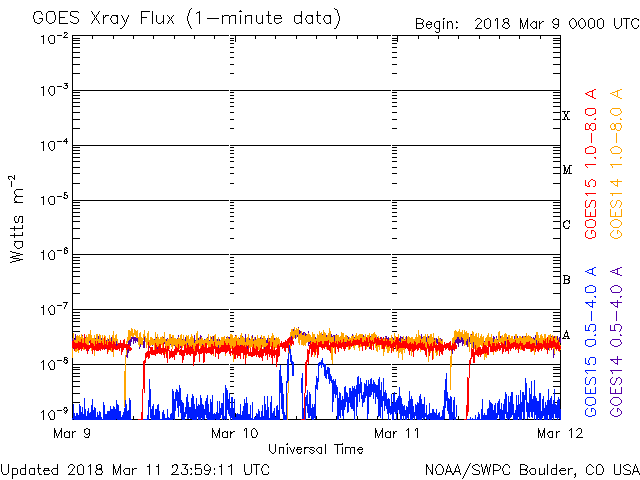 GOES Xray Flux (1-minute data)
Begin: 2018 Mar 9 0000 UTC
10⁻²
10⁻³
10⁻⁴
10⁻⁵
10⁻⁶
10⁻⁷
10⁻⁸
10⁻⁹
Watts m⁻²
X
M
C
B
A
GOES15 1.0-8.0 A
GOES14 1.0-8.0 A
GOES15 0.5-4.0 A
GOES14 0.5-4.0 A
Mar 9
Mar 10
Mar 11
Mar 12
Universal Time
Updated 2018 Mar 11 23:59:11 UTC
NOAA/SWPC Boulder, CO USA